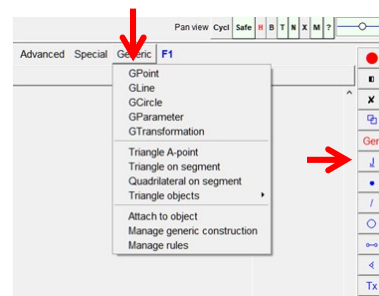 Pan view Cycl Safe H B T N X M ?
Advanced Special Generic F1
GPoint
GLine
GCircle
GParameter
GTransformation
Triangle A-point
Triangle on segment
Quadrilateral on segment
Triangle objects
Attach to object
Manage generic construction
Manage rules
Ger
Tx